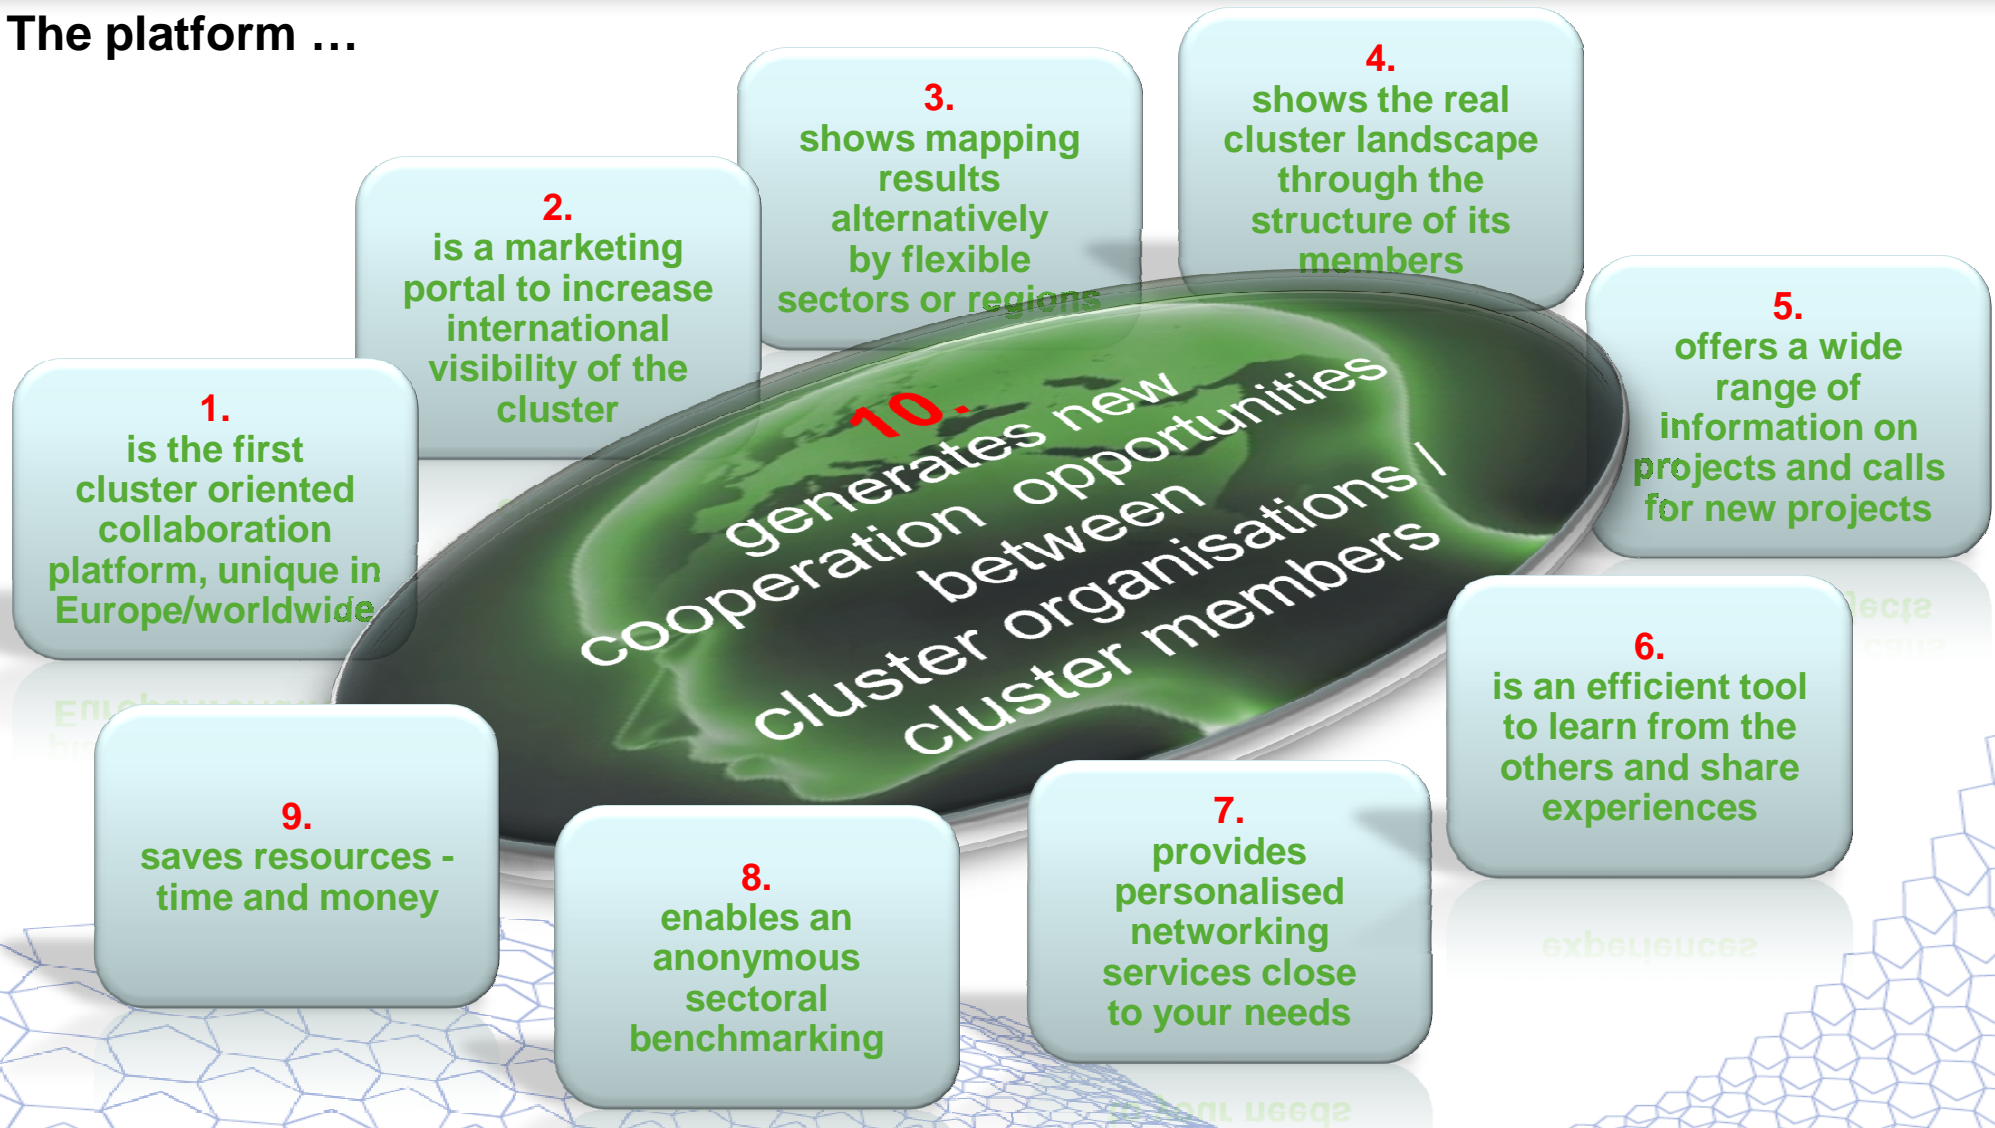 The platform …
1.
is the first
cluster oriented
collaboration
platform, unique in
Europe/worldwide
2.
is a marketing
portal to increase
international
visibility of the
cluster
3.
shows mapping
results
alternatively
by flexible
sectors or regions
4.
shows the real
cluster landscape
through the
structure of its
members
5.
offers a wide
range of
information on
projects and calls
for new projects
6.
is an efficient tool
to learn from the
others and share
experiences
7.
provides
personalised
networking
services close
to your needs
8.
enables an
anonymous
sectoral
benchmarking
9.
saves resources -
time and money
10.
generates new
cooperation opportunities
between
cluster organisations /
cluster members